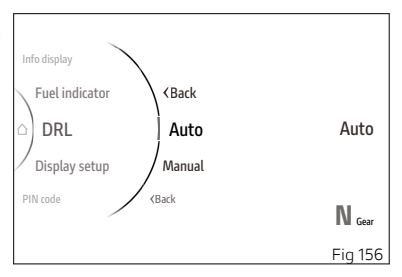 Info display
Fuel indicator
‹Back
DRL
Auto
Auto
Display setup
Manual
PIN code
‹Back
N Gear
Fig 156